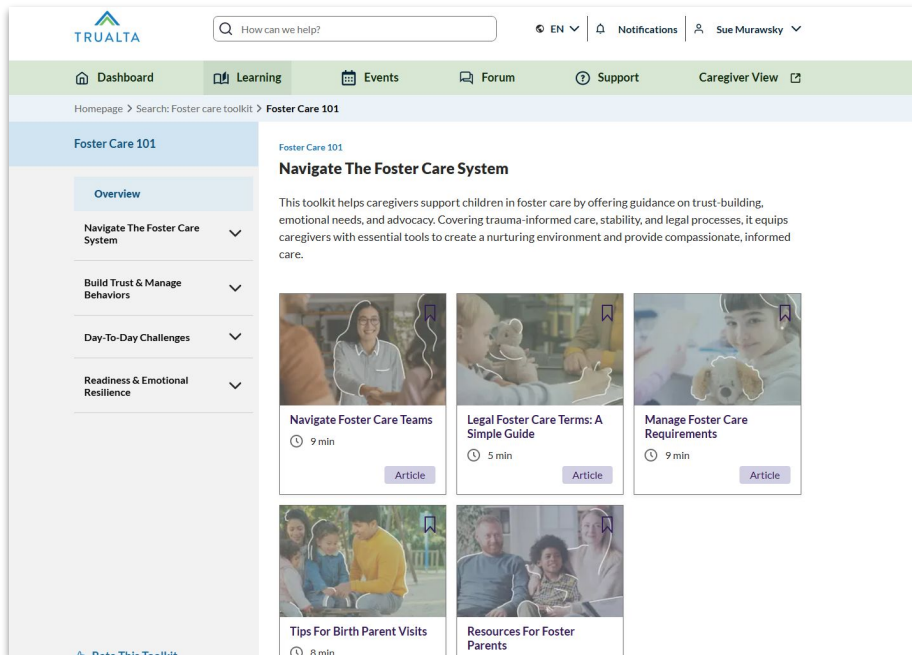 TRUALTA
How can we help?
EN
Notifications
Sue Murawsky
Dashboard
Learning
Events
Forum
Support
Caregiver View
Homepage > Search: Foster care toolkit > Foster Care 101
Foster Care 101
Overview
Navigate The Foster Care
System
Build Trust & Manage
Behaviors
Day-To-Day Challenges
Readiness & Emotional
Resilience
Rate This Toolkit
Foster Care 101
Navigate The Foster Care System
This toolkit helps caregivers support children in foster care by offering guidance on trust-building,
emotional needs, and advocacy. Covering trauma-informed care, stability, and legal processes, it equips
caregivers with essential tools to create a nurturing environment and provide compassionate, informed
care.
Navigate Foster Care Teams
9 min
Article
Legal Foster Care Terms: A
Simple Guide
5 min
Article
Manage Foster Care
Requirements
9 min
Article
Tips For Birth Parent Visits
8 min
Resources For Foster
Parents